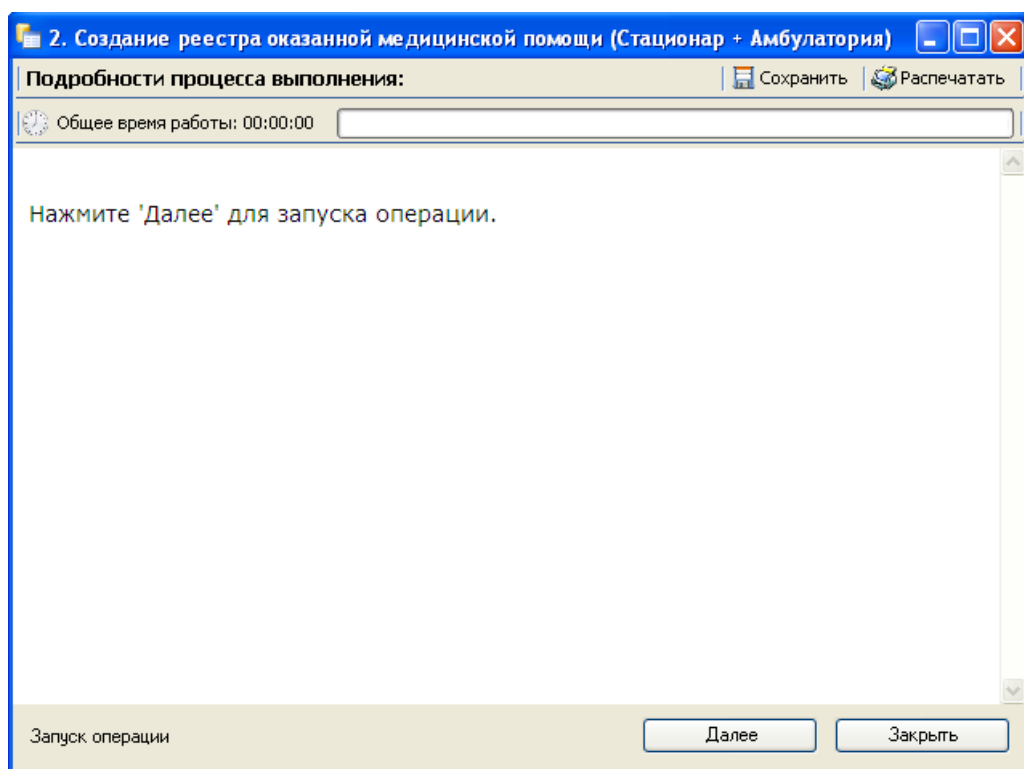 2. Создание реестра оказанной медицинской помощи (Стационар + Амбулатория)
Подробности процесса выполнения: Сохранить Распечатать
Общее время работы: 00:00:00
Нажмите 'Далее' для запуска операции.
Запуск операции Далее Закрыть